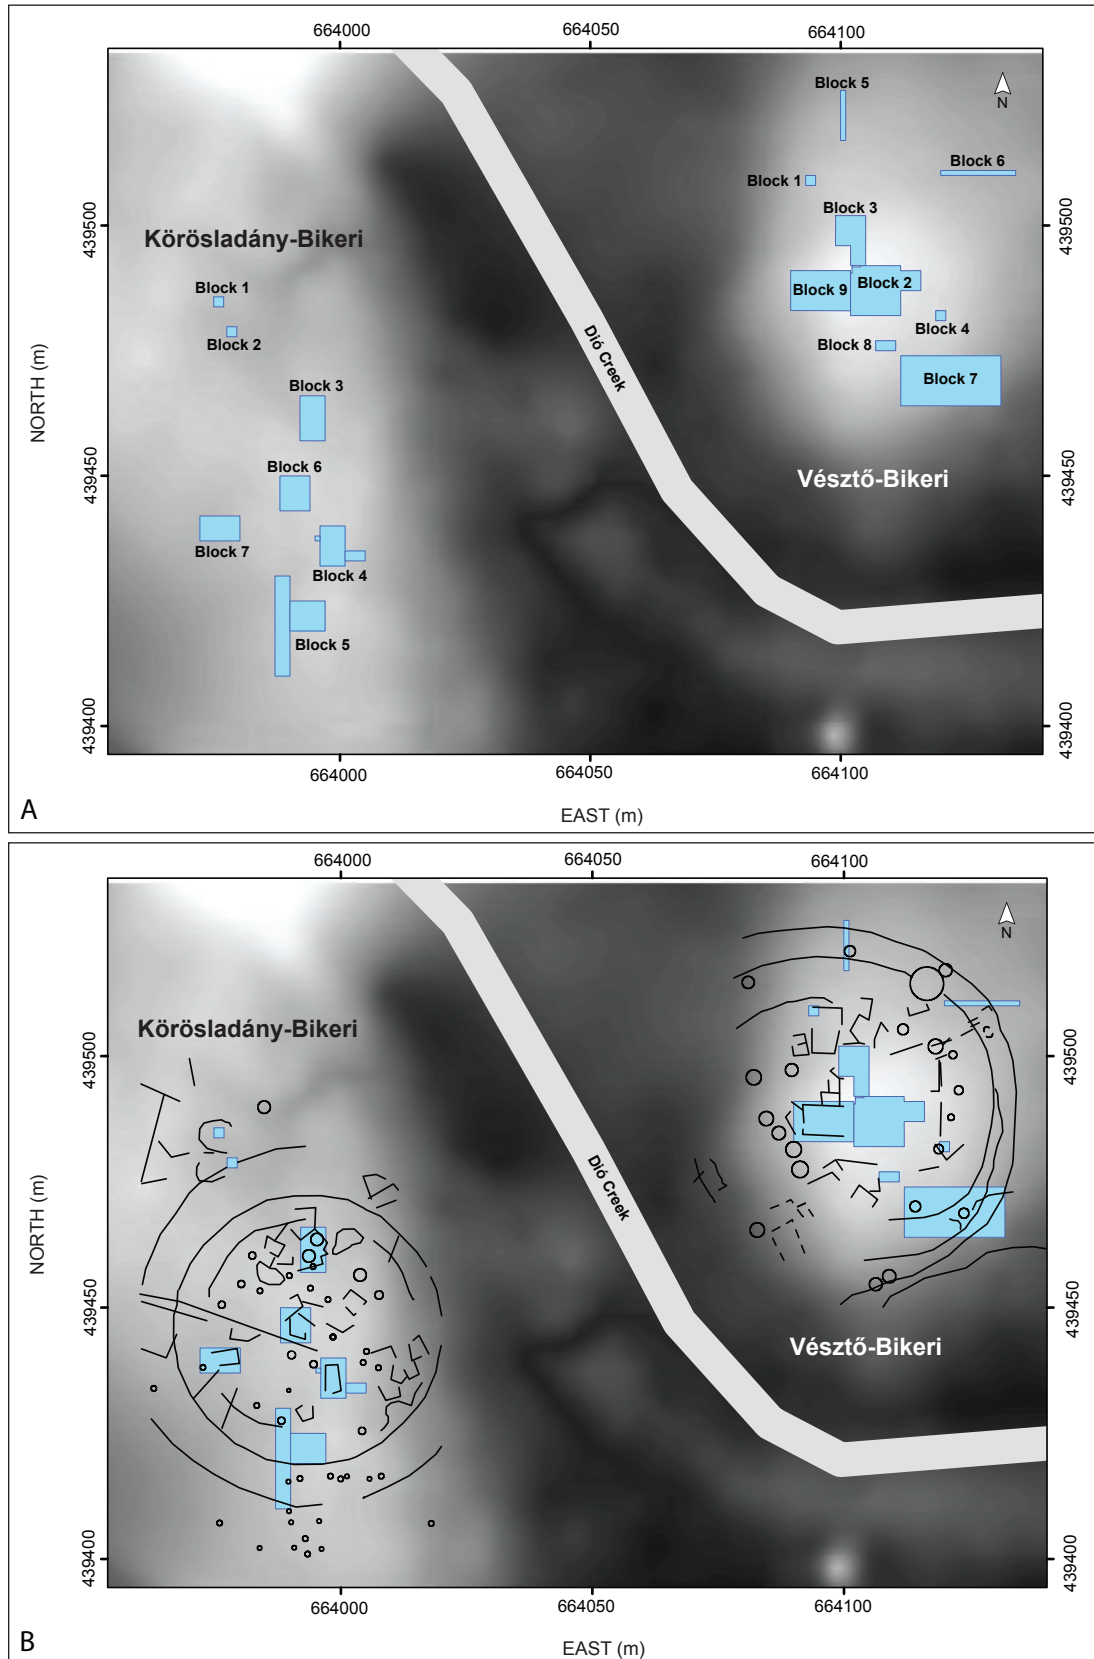 664000
664050
664100
Block 5
N
Block 6
Block 1
Block 3
439500
Körösladány-Bikeri
439500
Block 9
Block 2
Block 1
Block 4
Block 2
Block 8
Dió Creek
Block 7
Block 3
NORTH (m)
Block 6
Vésztő-Bikeri
439450
439450
Block 7
Block 4
Block 5
439400
439400
664000
664050
664100
A
EAST (m)
664000
664050
664100
N
Körösladány-Bikeri
439500
439500
Dió Creek
NORTH (m)
439450
439450
Vésztő-Bikeri
439400
439400
664000
664050
664100
B
EAST (m)